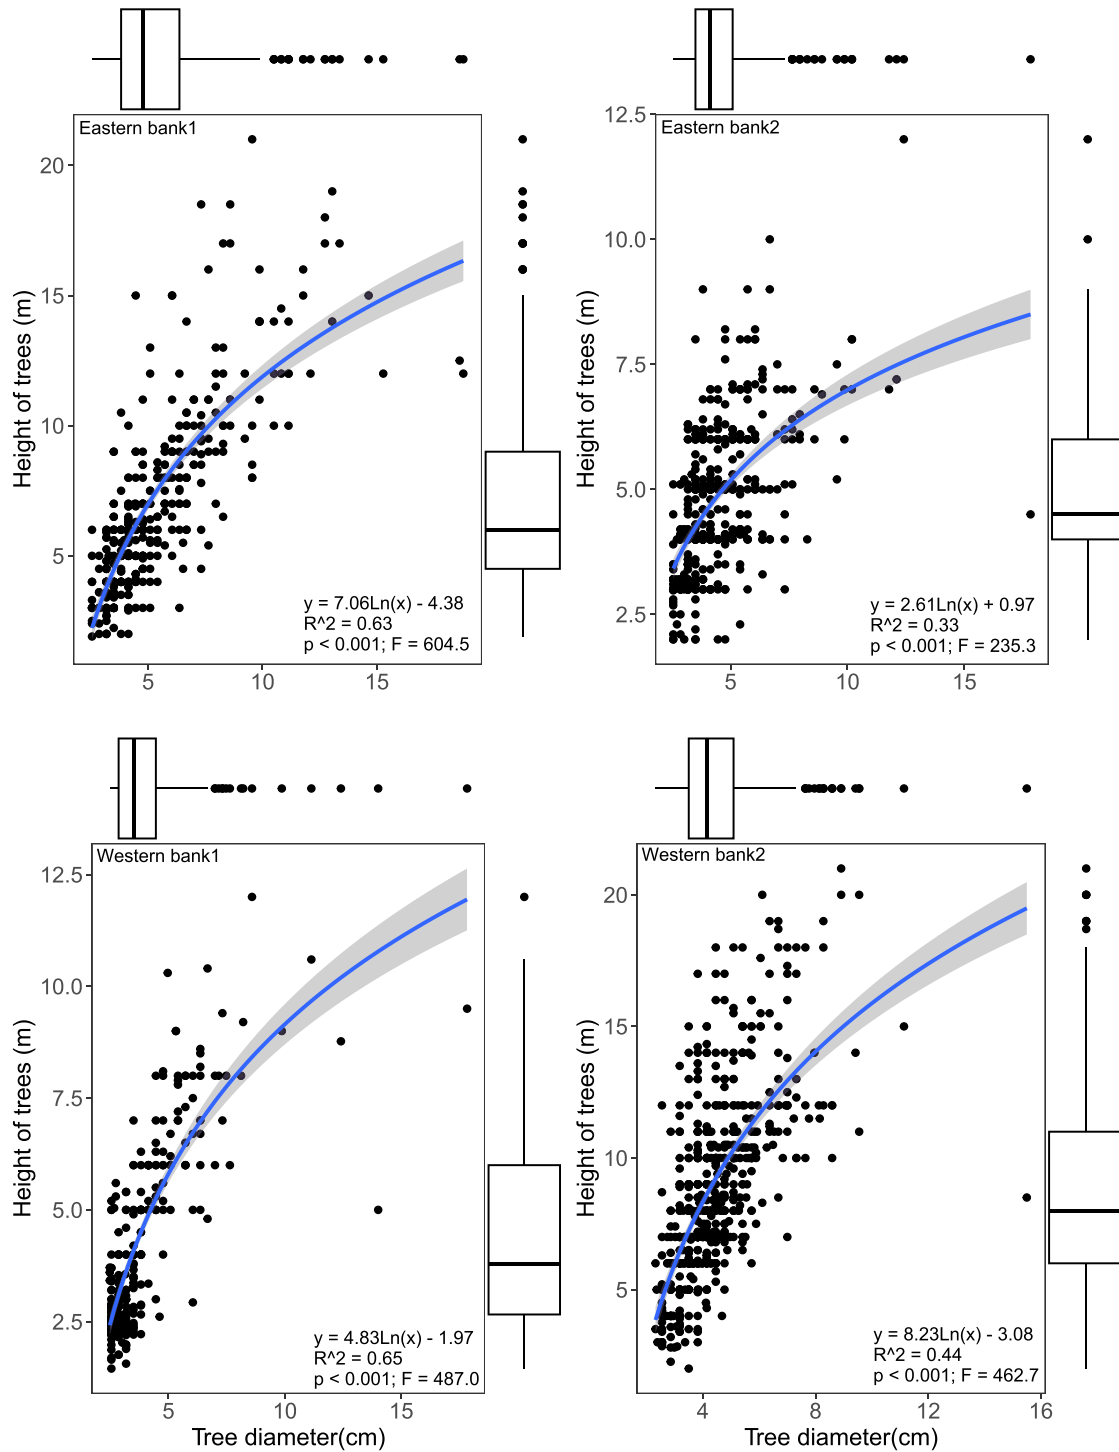 Eastern bank1
20
15
10
5
Height of trees (m)
y = 7.06Ln(x) - 4.38
R^2 = 0.63
p < 0.001; F = 604.5
5 10 15
Eastern bank2
12.5
10.0
7.5
5.0
2.5
Height of trees (m)
y = 2.61Ln(x) + 0.97
R^2 = 0.33
p < 0.001; F = 235.3
5 10 15
Western bank1
12.5
10.0
7.5
5.0
2.5
Height of trees (m)
y = 4.83Ln(x) - 1.97
R^2 = 0.65
p < 0.001; F = 487.0
5 10 15
Tree diameter(cm)
Western bank2
20
15
10
5
Height of trees (m)
y = 8.23Ln(x) - 3.08
R^2 = 0.44
p < 0.001; F = 462.7
4 8 12 16
Tree diameter(cm)